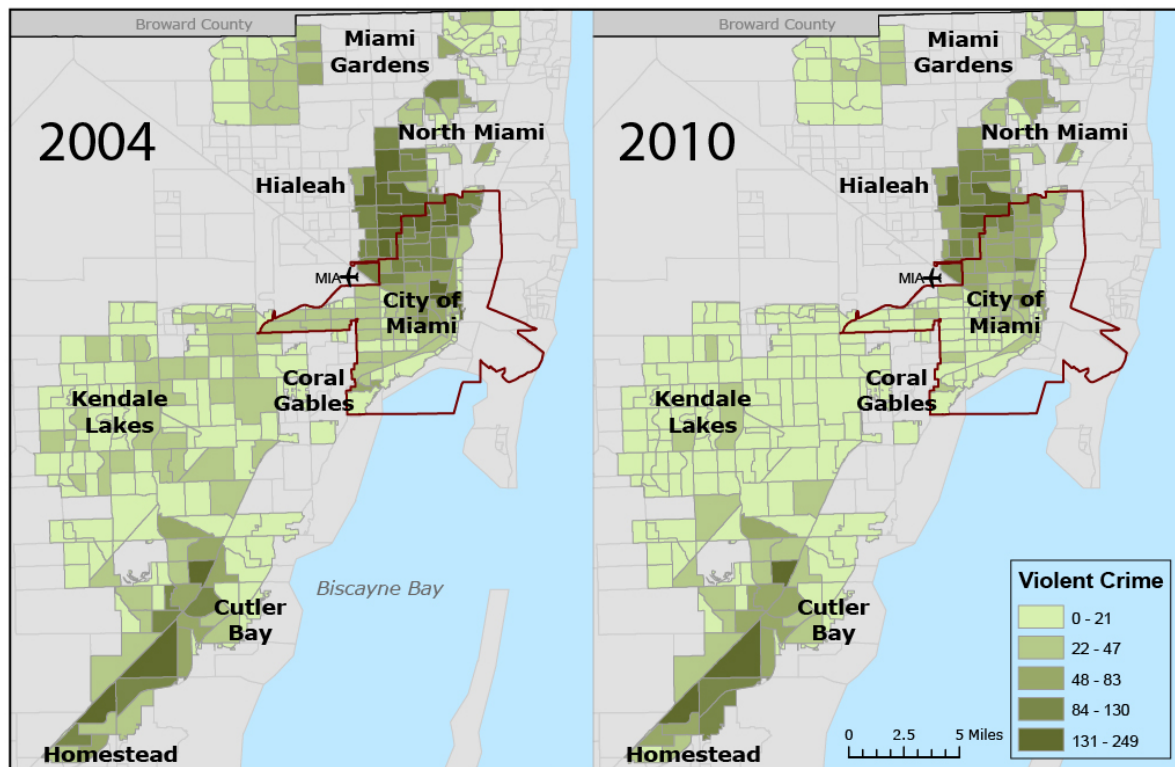 Broward County
Miami
Gardens
2004
North Miami
Hialeah
MIA
City of
Miami
Coral
Gables
Kendale
Lakes
Biscayne Bay
Cutler
Bay
Homestead
Miami
Gardens
Broward County
2010
North Miami
Hialeah
MIA
City of
Miami
Coral
Gables
Kendale
Lakes
Cutler
Bay
Homestead
Violent Crime
0 - 21
22 - 47
48 - 83
84 - 130
131 - 249
0 2.5 5 Miles